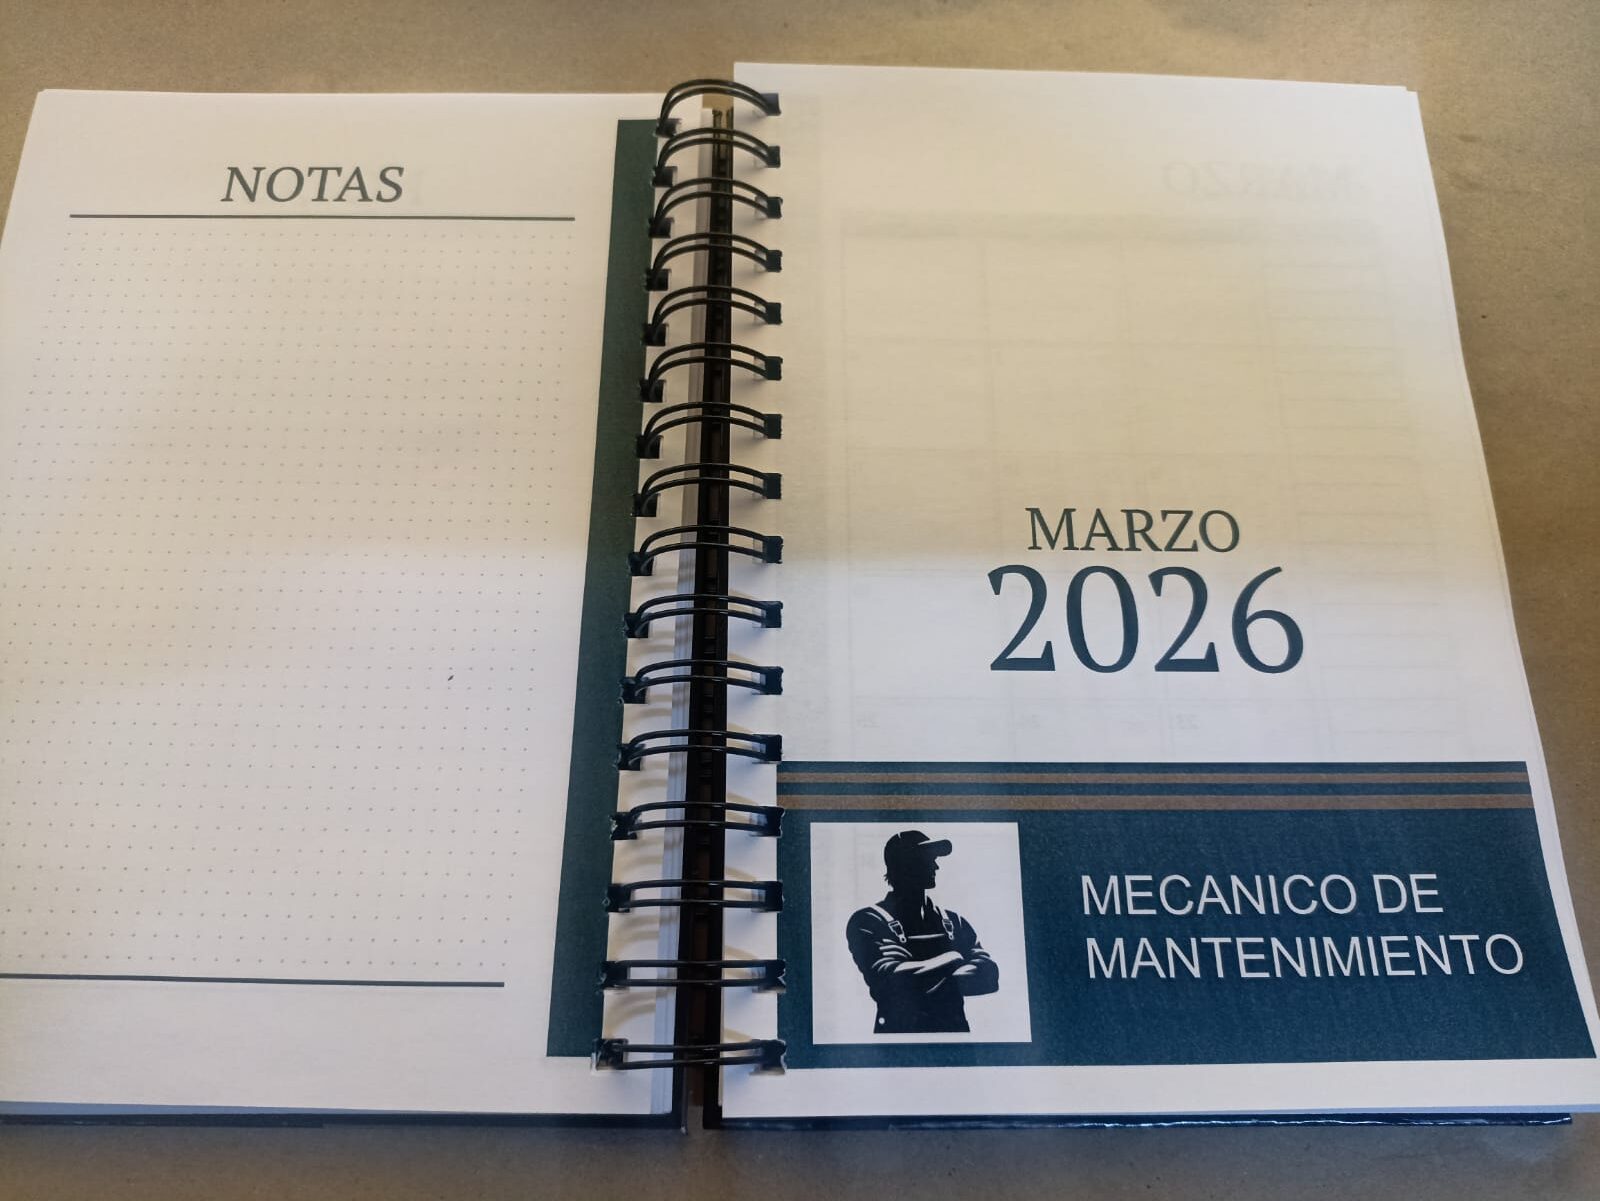 NOTAS
MARZO
2026
MECANICO DE
MANTENIMIENTO